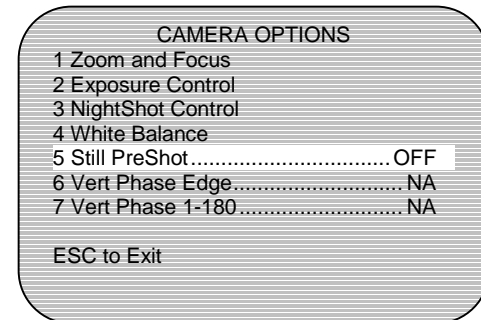 CAMERA OPTIONS
1 Zoom and Focus
2 Exposure Control
3 NightShot Control
4 White Balance
5 Still PreShot................................. OFF
6 Vert Phase Edge............................ NA
7 Vert Phase 1-180........................... NA
ESC to Exit